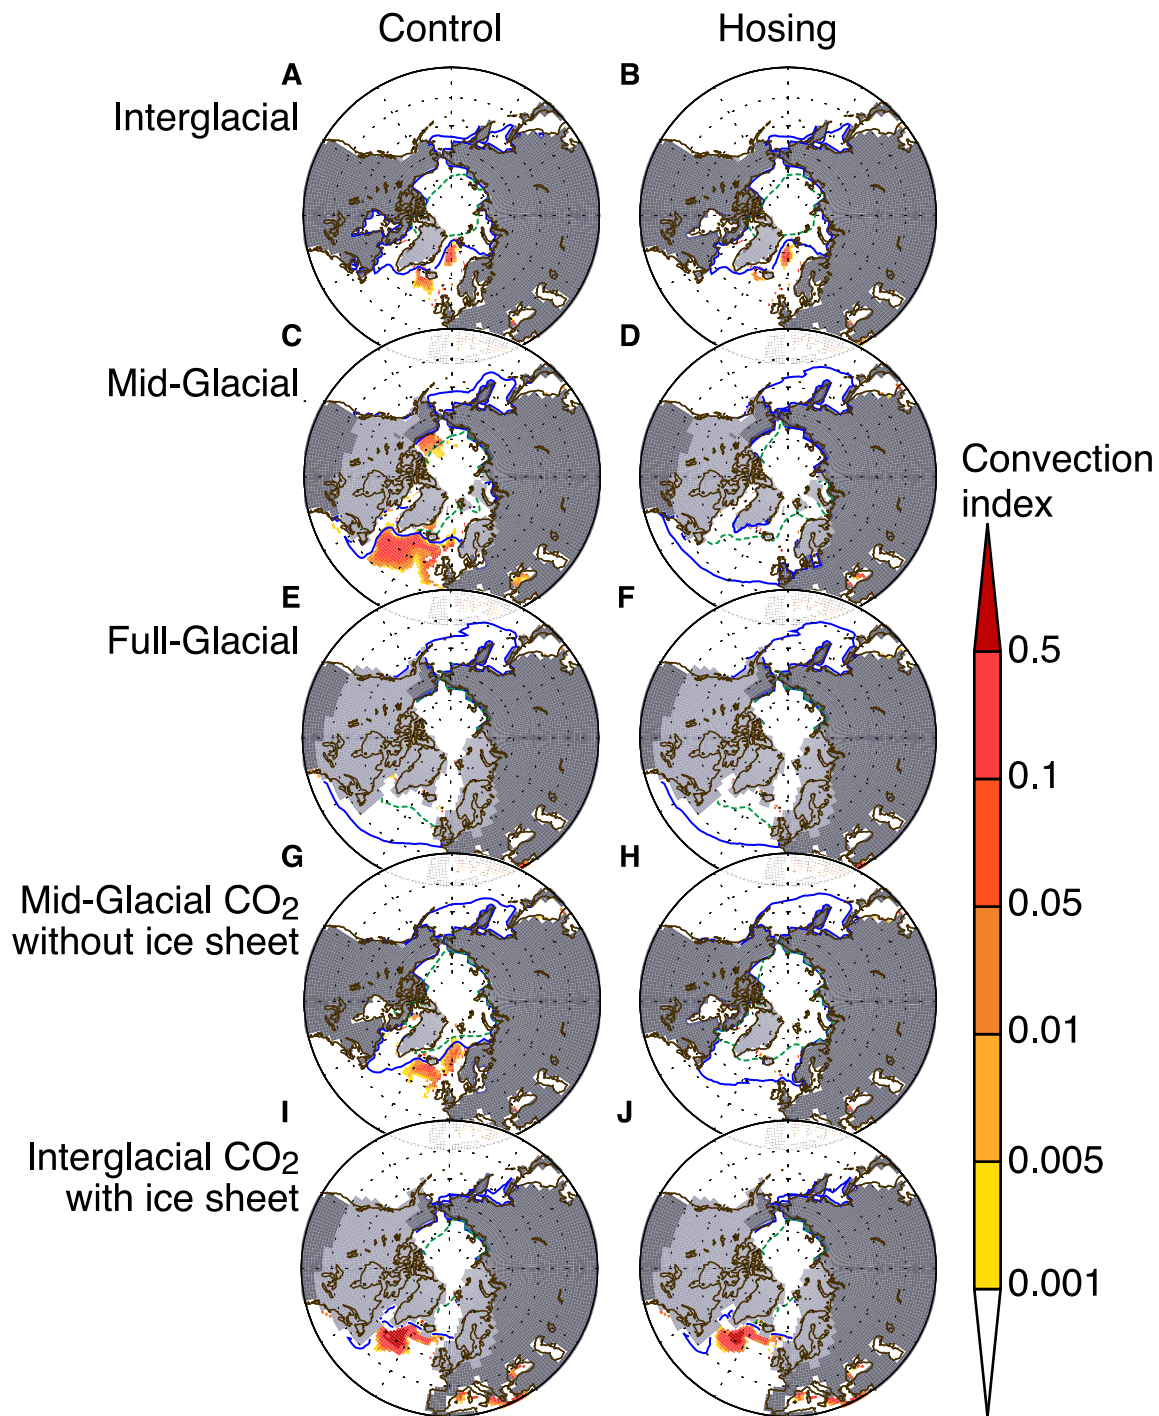 Control
Hosing
A
B
Interglacial
C
D
Mid-Glacial
Convection
index
E
F
Full-Glacial
0.5
0.1
G
H
Mid-Glacial CO2
without ice sheet
0.05
0.01
I
J
Interglacial CO2
with ice sheet
0.005
0.001